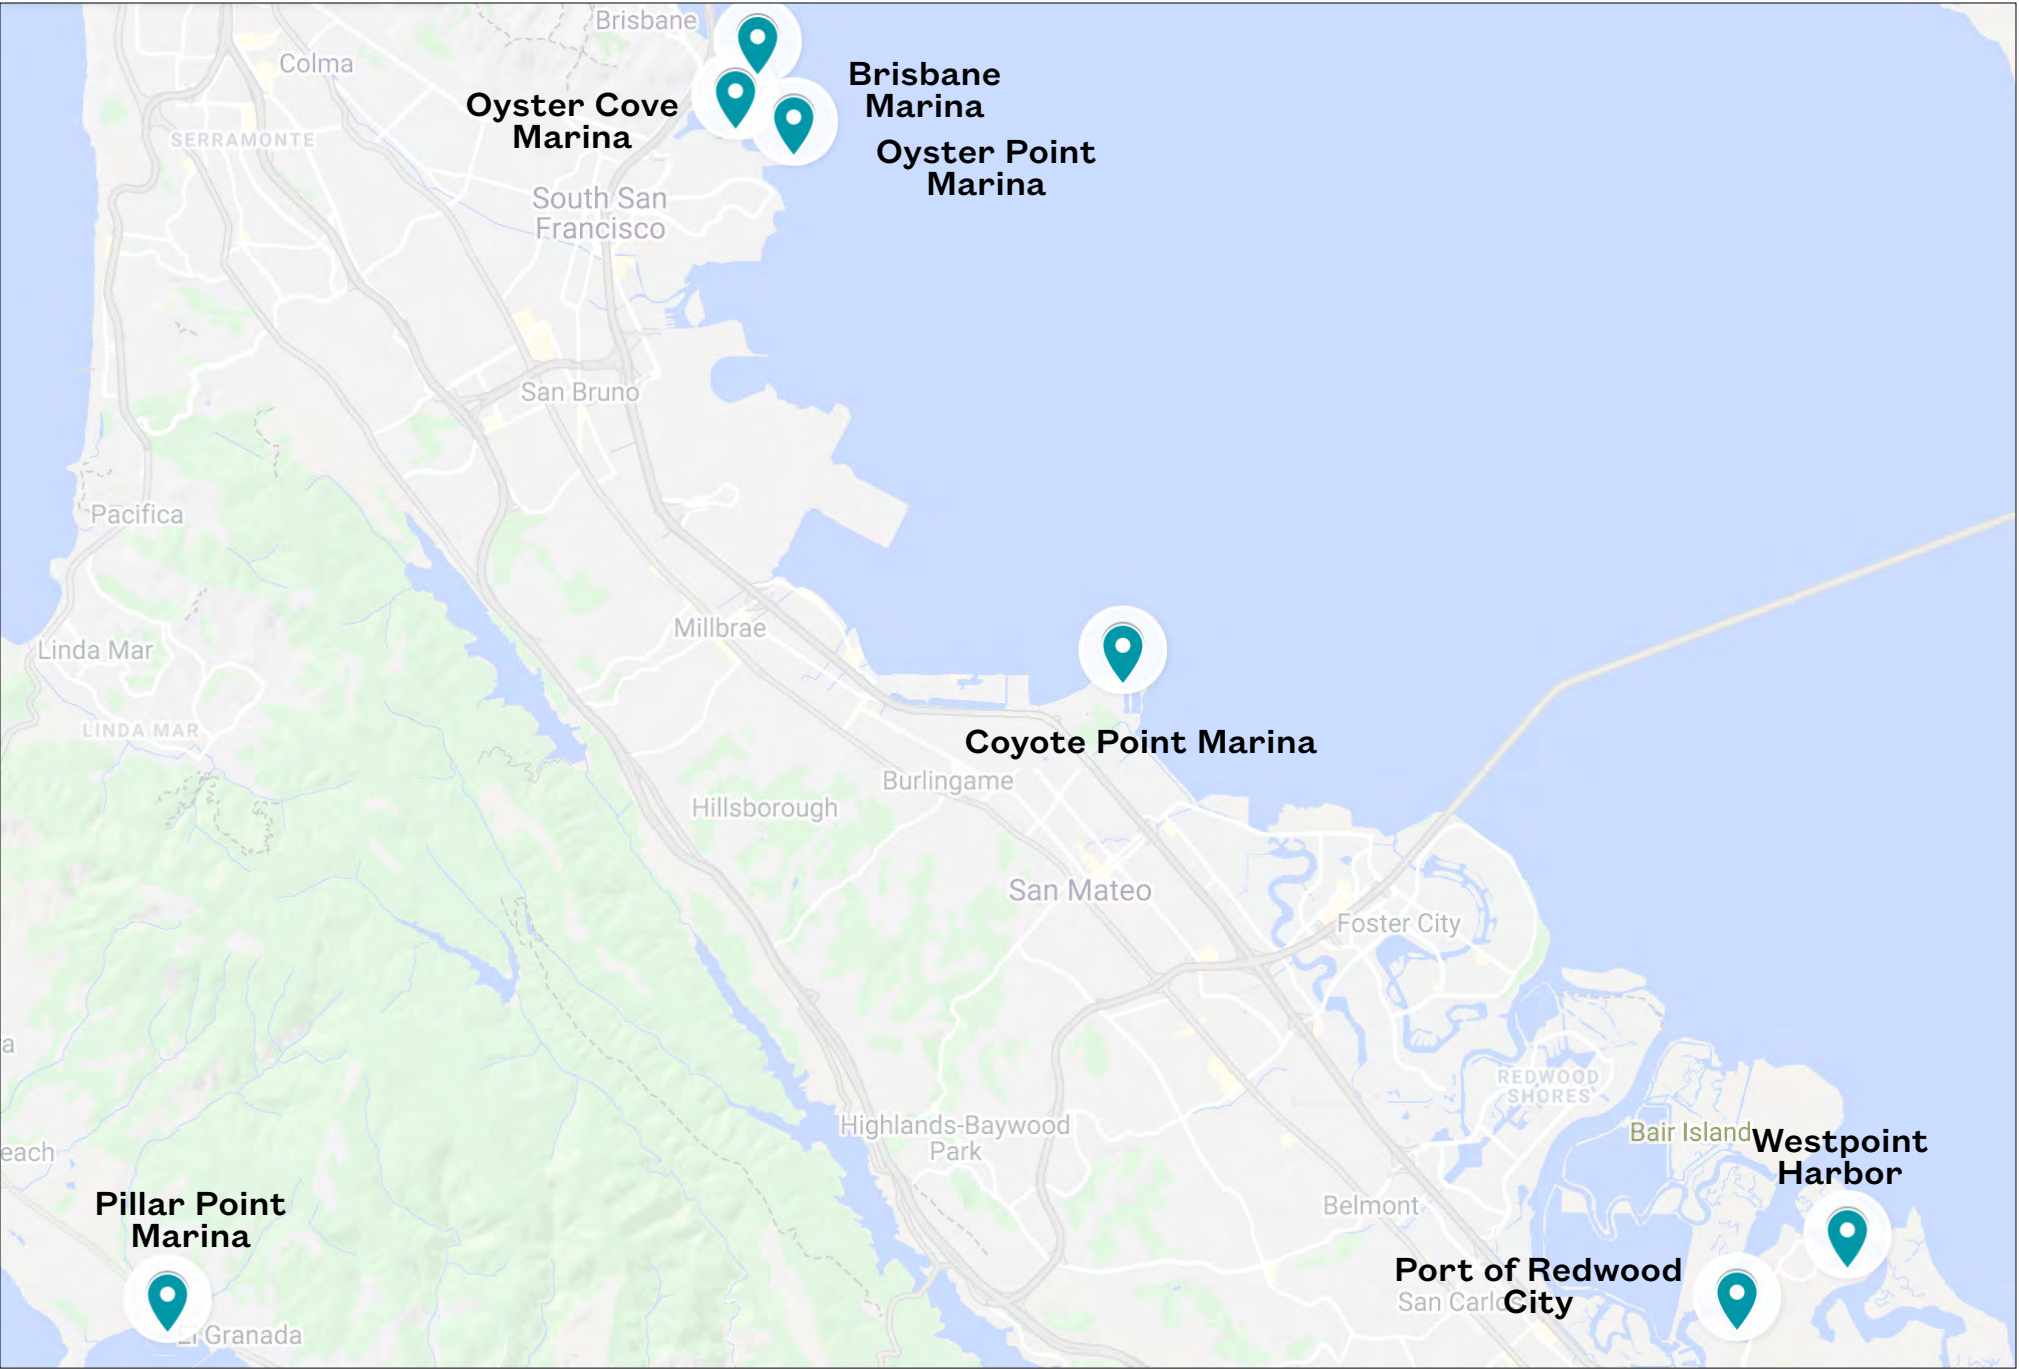 Brisbane
Colma
Brisbane
Marina
Oyster Cove
Marina
SERRAMONTE
Oyster Point
Marina
South San
Francisco
San Bruno
Pacifica
Millbrae
Linda Mar
LINDA MAR
Coyote Point Marina
Burlingame
Hillsborough
San Mateo
Foster City
a
REDWOOD
SHORES
Highlands-Baywood
Park
Bair Island
Westpoint
Harbor
each
Pillar Point
Marina
Belmont
Port of Redwood
City
San Carlos
El Granada